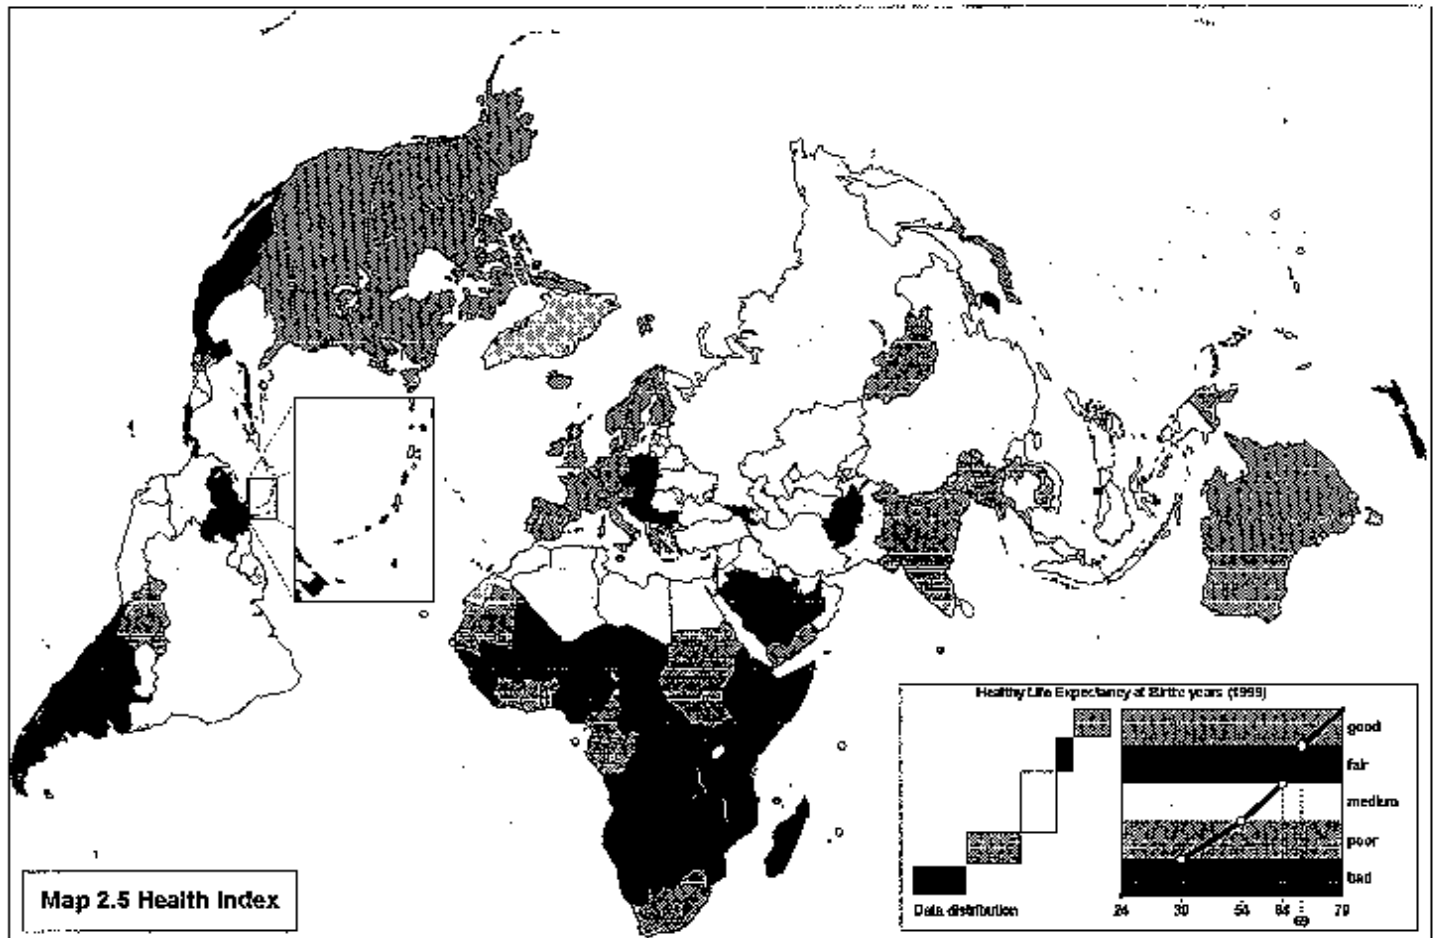 Healthy Life Expectancy at Birth: years (1999)
good
fair
medium
poor
bad
Data distribution
24 39 54 64 79
69
Map 2.5 Health Index